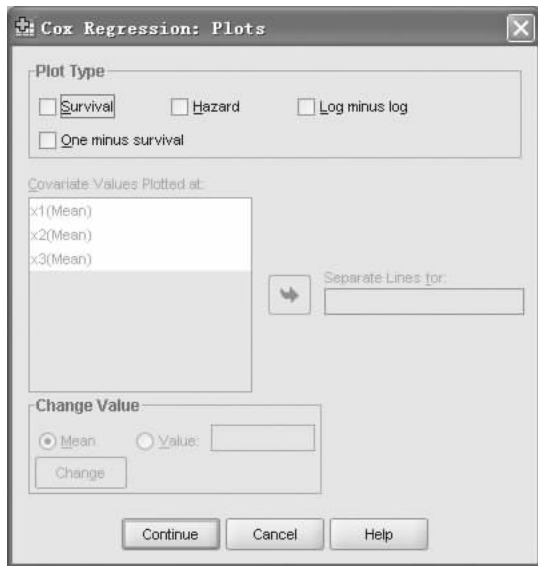 Cox Regression: Plots
Plot Type
Survival Hazard Log minus log
One minus survival
Covariate Values Plotted at:
x1(Mean)
x2(Mean)
x3(Mean)
Separate Lines for:
Change Value
Mean Value:
Change
Continue Cancel Help